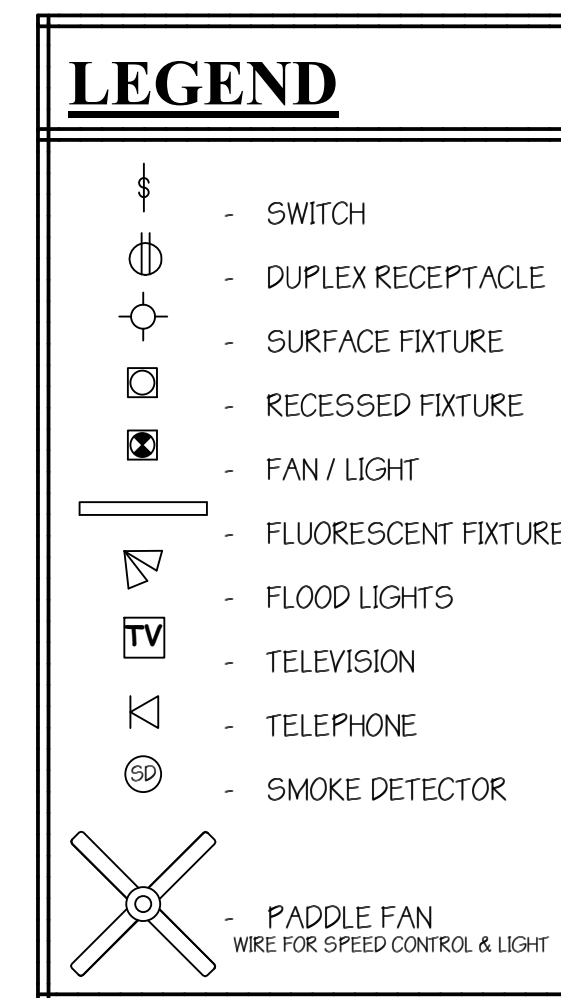 LEGEND
$ - SWITCH
- DUPLEX RECEPTACLE
- SURFACE FIXTURE
- RECESSED FIXTURE
- FAN / LIGHT
- FLUORESCENT FIXTURE
- FLOOD LIGHTS
TV - TELEVISION
- TELEPHONE
SD - SMOKE DETECTOR
- PADDLE FAN
WIRE FOR SPEED CONTROL & LIGHT